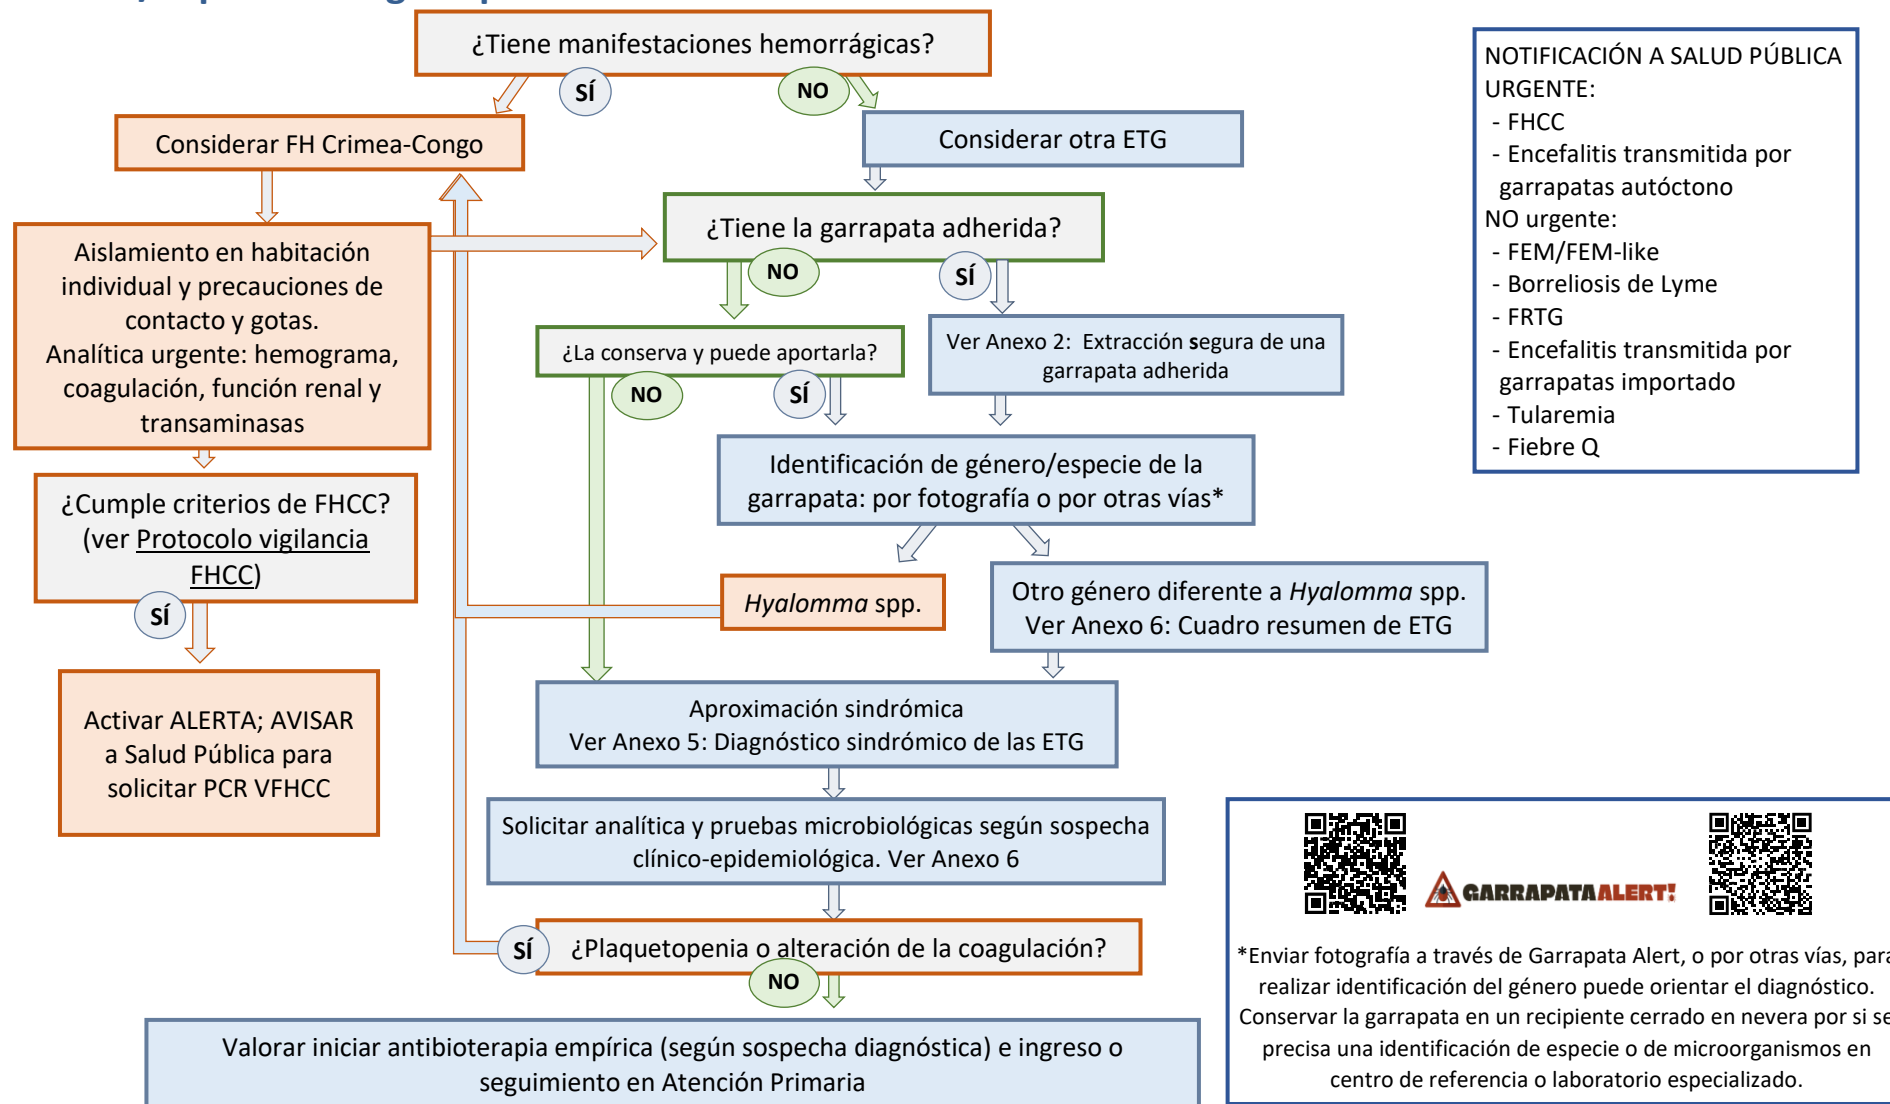 ¿Tiene manifestaciones hemorrágicas?
SÍ
NO
Considerar FH Crimea-Congo
Considerar otra ETG
Aislamiento en habitación
individual y precauciones de
contacto y gotas.
Analítica urgente: hemograma,
coagulación, función renal y
transaminasas
¿Tiene la garrapata adherida?
NO
SÍ
¿La conserva y puede aportarla?
NO
SÍ
Ver Anexo 2: Extracción segura de una
garrapata adherida
Identificación de género/especie de la
garrapata: por fotografía o por otras vías*
¿Cumple criterios de FHCC?
(ver Protocolo vigilancia
FHCC)
SÍ
Hyalomma spp.
Otro género diferente a Hyalomma spp.
Ver Anexo 6: Cuadro resumen de ETG
Activar ALERTA; AVISAR
a Salud Pública para
solicitar PCR VFHCC
Aproximación sindrómica
Ver Anexo 5: Diagnóstico sindrómico de las ETG
Solicitar analítica y pruebas microbiológicas según sospecha
clínico-epidemiológica. Ver Anexo 6
SÍ
¿Plaquetopenia o alteración de la coagulación?
NO
Valorar iniciar antibioterapia empírica (según sospecha diagnóstica) e ingreso o
seguimiento en Atención Primaria
NOTIFICACIÓN A SALUD PÚBLICA
URGENTE:
- FHCC
- Encefalitis transmitida por
garrapatas autóctono
NO urgente:
- FEM/FEM-like
- Borreliosis de Lyme
- FRTG
- Encefalitis transmitida por
garrapatas importado
- Tularemia
- Fiebre Q
GARRAPATAALERT!
*Enviar fotografía a través de Garrapata Alert, o por otras vías, para
realizar identificación del género puede orientar el diagnóstico.
Conservar la garrapata en un recipiente cerrado en nevera por si se
precisa una identificación de especie o de microorganismos en
centro de referencia o laboratorio especializado.